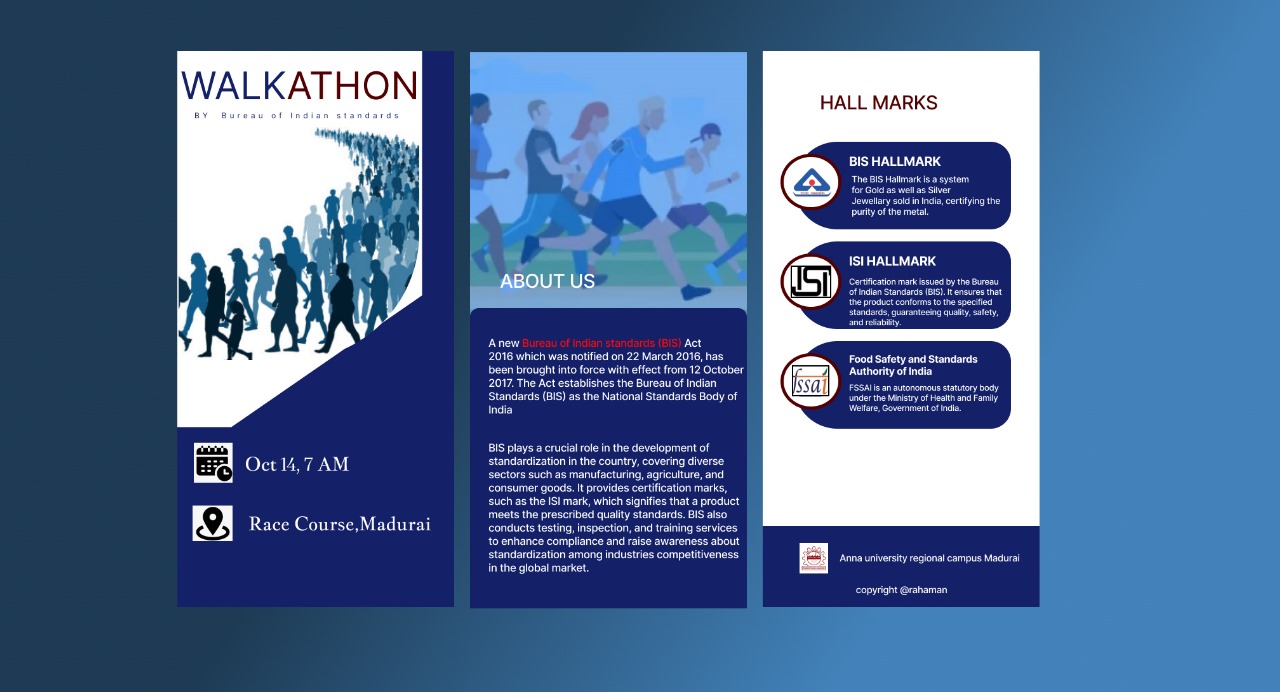 WALKATHON
BY Bureau of Indian standards
Oct 14, 7 AM
Race Course,Madurai
ABOUT US
A new Bureau of Indian standards (BIS) Act
2016 which was notified on 22 March 2016, has
been brought into force with effect from 12 October
2017. The Act establishes the Bureau of Indian
Standards (BIS) as the National Standards Body of
India
BIS plays a crucial role in the development of
standardization in the country, covering diverse
sectors such as manufacturing, agriculture, and
consumer goods. It provides certification marks,
such as the ISI mark, which signifies that a product
meets the prescribed quality standards. BIS also
conducts testing, inspection, and training services
to enhance compliance and raise awareness about
standardization among industries competitiveness
in the global market.
HALL MARKS
BIS HALLMARK
The BIS Hallmark is a system
for Gold as well as Silver
Jewellary sold in India, certifying the
purity of the metal.
ISI
ISI HALLMARK
Certification mark issued by the Bureau
of Indian Standards (BIS). It ensures that
the product conforms to the specified
standards, guaranteeing quality, safety,
and reliability.
fssai
Food Safety and Standards
Authority of India
FSSAI is an autonomous statutory body
under the Ministry of Health and Family
Welfare, Government of India.
Anna university regional campus Madurai
copyright @rahaman